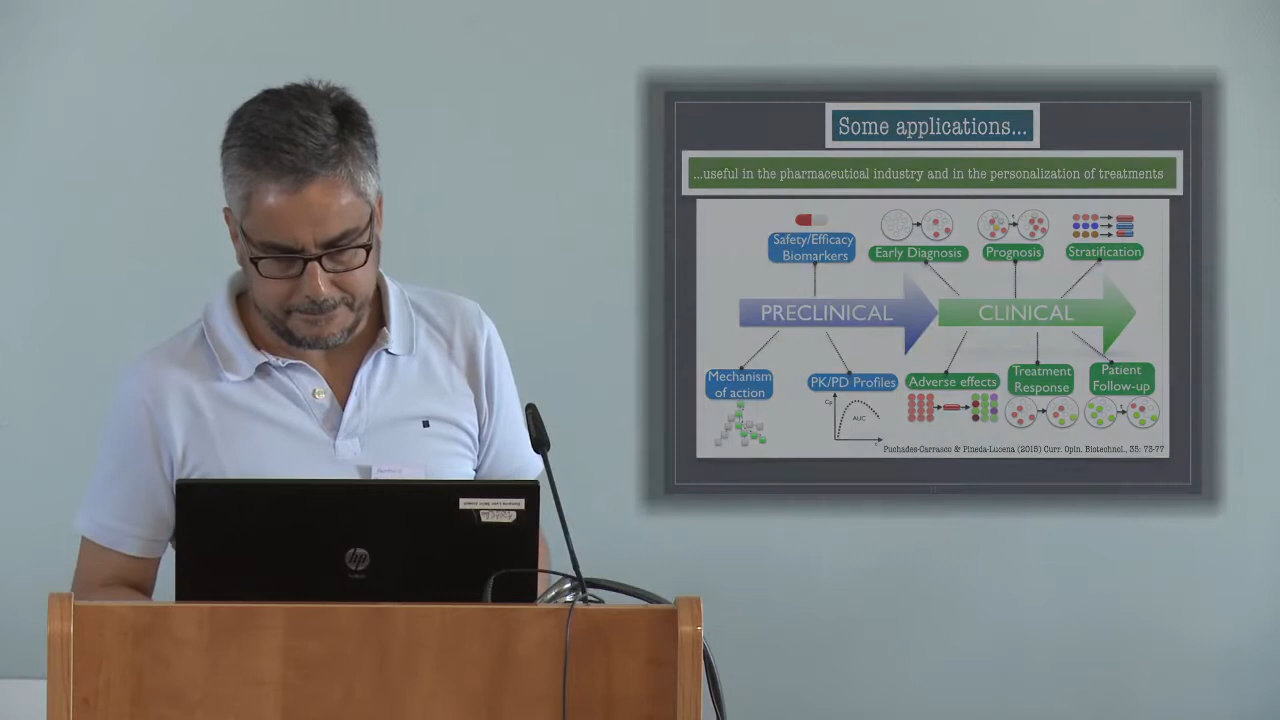 Some applications...
...useful in the pharmaceutical industry and in the personalization of treatments
Safety/Efficacy
Biomarkers
Early Diagnosis
Prognosis
Stratification
PRECLINICAL
CLINICAL
Mechanism
of action
PK/PD Profiles
Adverse effects
Treatment
Response
Patient
Follow-up
Cp
AUC
t
Puchades-Carrasco & Pineda-Lucena (2015) Curr. Opin. Biotechnol., 35: 73-77
hp